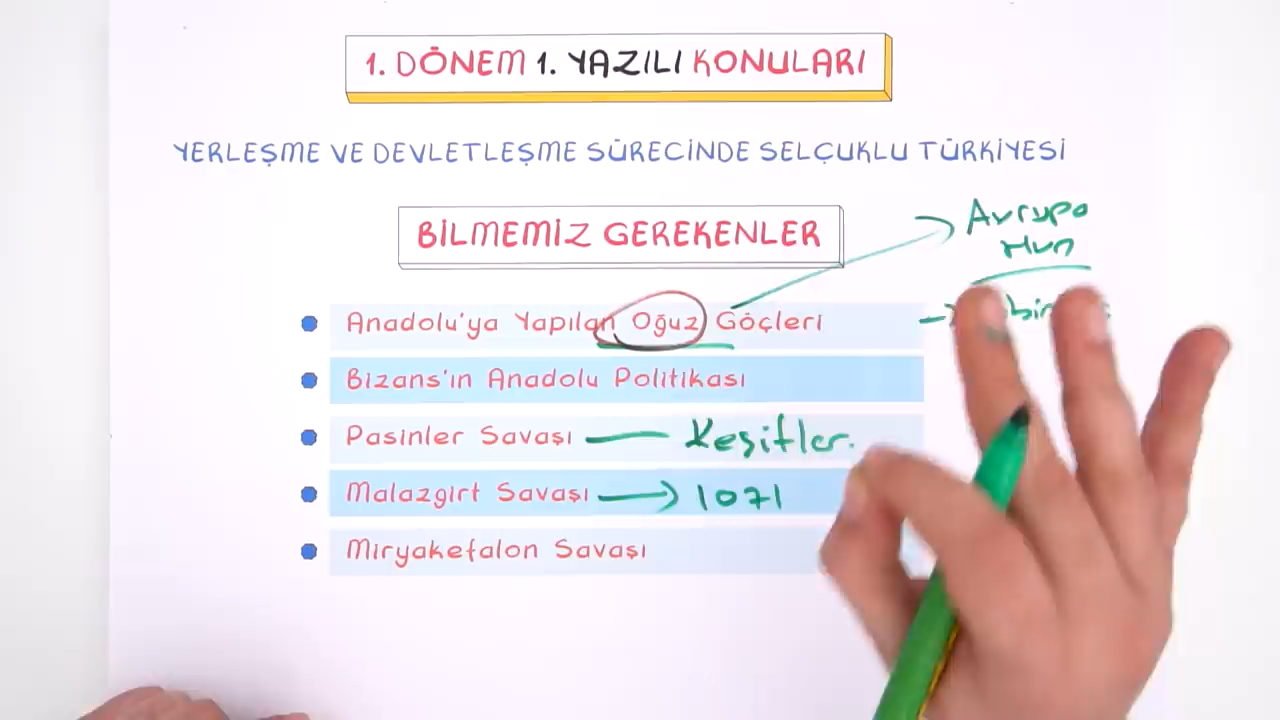 1. DÖNEM 1. YAZILI KONULARI
YERLEŞME VE DEVLETLEŞME SÜRECİNDE SELÇUKLU TÜRKİYESİ
BİLMEMİZ GEREKENLER
Avrupa
Hun
Anadolu'ya Yapılan Oğuz Göçleri
Bizans'ın Anadolu Politikası
Pasinler Savaşı — Keşifler.
Malazgirt Savaşı → 1071
Miryakefalon Savaşı